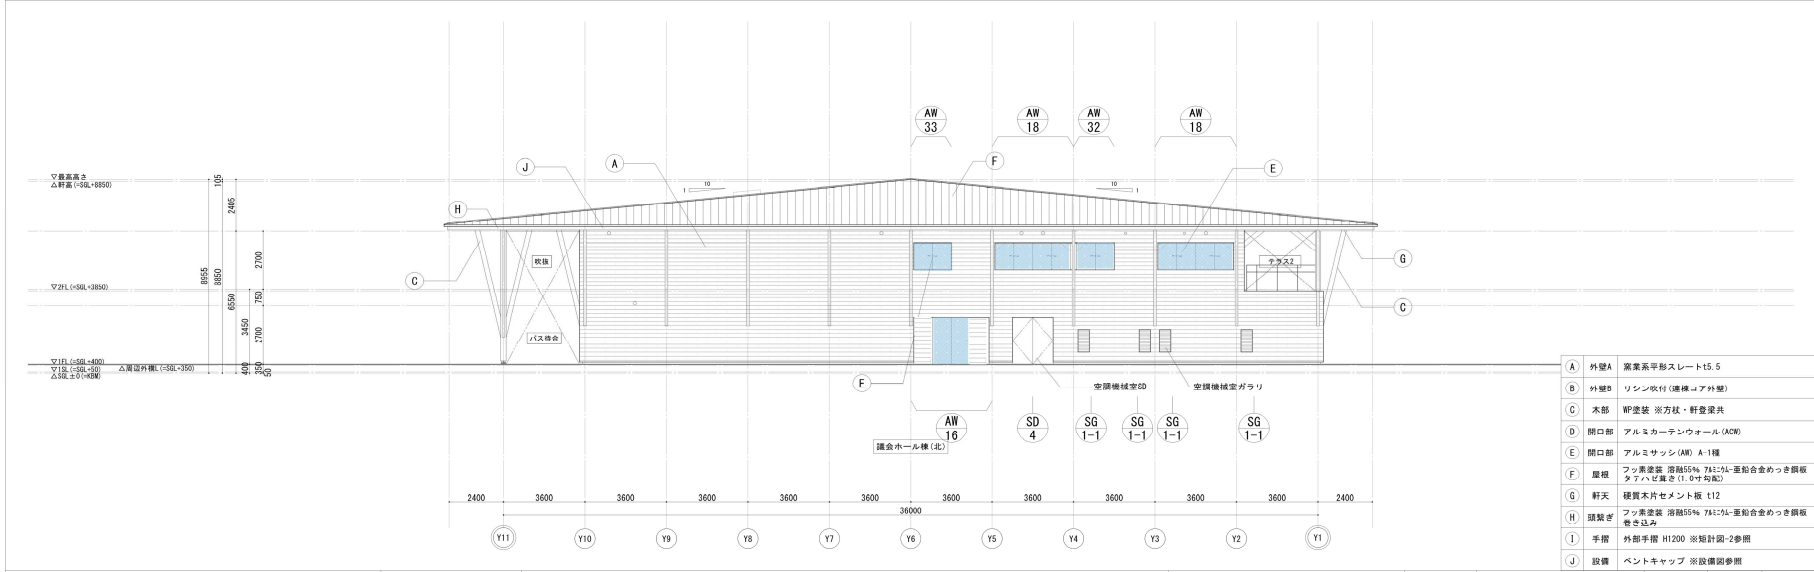 AW 33
AW 18
AW 32
AW 18
J
A
F
E
H
C
G
C
10
1
10
1
▽最高高さ
△軒高(=SGL+8850)
▽2FL(=SGL+3850)
▽1FL(=SGL+400)
▽1SL(=SGL+50)
△周辺外構L(=SGL+350)
△SGL±0(=KBM)
8955
8850
105
2405
6550
3450
400
2700
750
2700
350
50
吹抜
バス待合
テラス2
F
空調機械室SD
空調機械室ガラリ
AW 16
SD 4
SG 1-1
SG 1-1
SG 1-1
SG 1-1
議会ホール棟(北)
2400 3600 3600 3600 3600 3600 3600 3600 3600 3600 3600 2400
36000
Y11 Y10 Y9 Y8 Y7 Y6 Y5 Y4 Y3 Y2 Y1
A 外壁A 窯業系平形スレートt5.5
B 外壁B リシン吹付(連棟コア外壁)
C 木部 WP塗装 ※方杖・軒登梁共
D 開口部 アルミカーテンウォール(ACW)
E 開口部 アルミサッシ(AW) A-1種
F 屋根 フッ素塗装 溶融55% アルミニウム-亜鉛合金めっき鋼板
タテハゼ葺き(1.0寸勾配)
G 軒天 硬質木片セメント板 t12
H 頭繋ぎ フッ素塗装 溶融55% アルミニウム-亜鉛合金めっき鋼板
巻き込み
I 手摺 外部手摺 H1200 ※矩計図-2参照
J 設備 ベントキャップ ※設備図参照